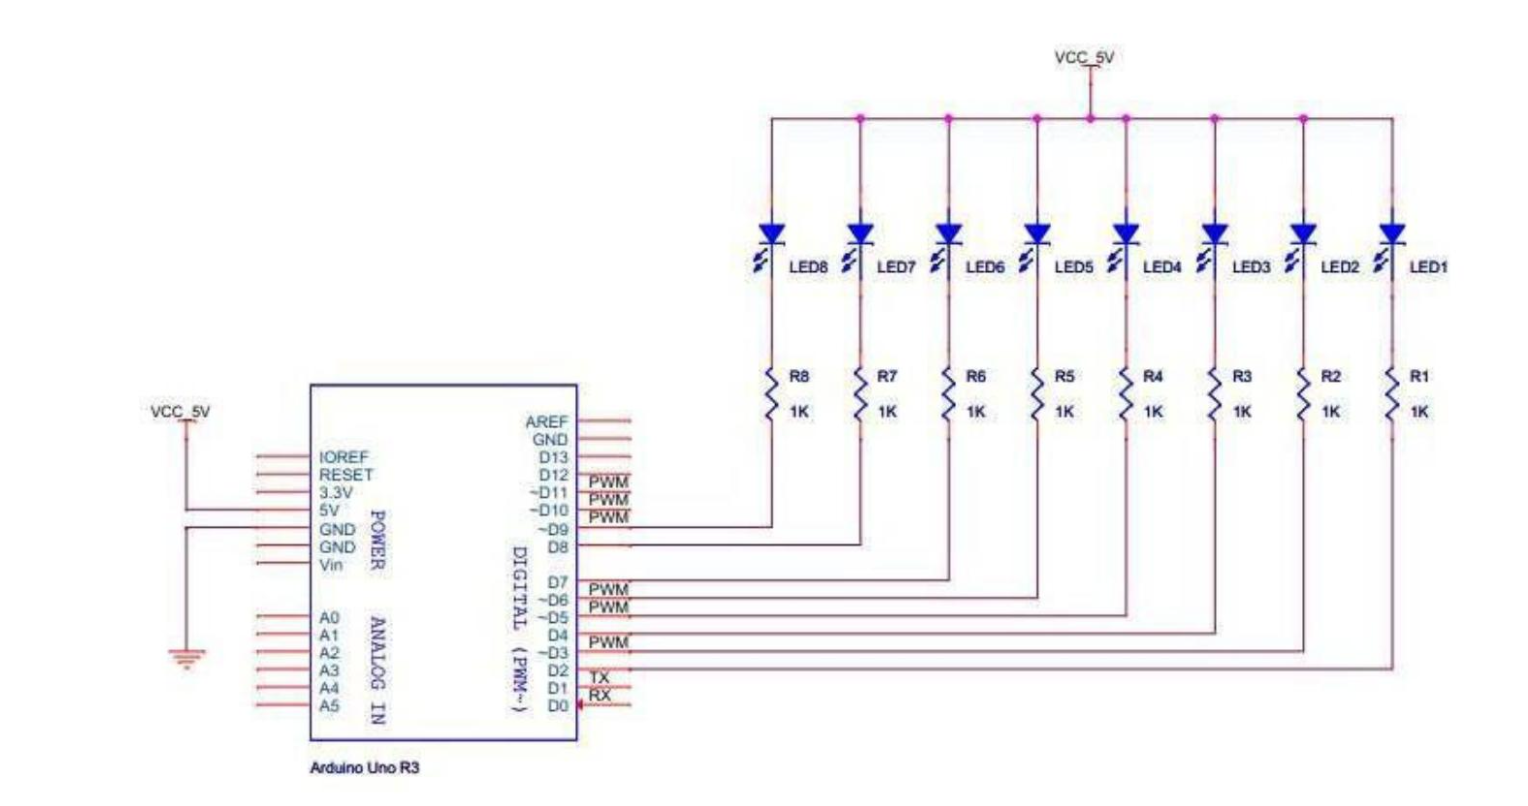 VCC_5V
LED8 LED7 LED6 LED5 LED4 LED3 LED2 LED1
R8 R7 R6 R5 R4 R3 R2 R1
1K 1K 1K 1K 1K 1K 1K 1K
VCC_5V
IOREF
RESET
3.3V
5V
GND
GND
Vin
POWER
A0
A1
A2
A3
A4
A5
ANALOG IN
AREF
GND
D13
D12
~D11 PWM
~D10 PWM
~D9 PWM
D8
D7
~D6 PWM
~D5 PWM
D4
~D3 PWM
D2
D1 TX
D0 RX
DIGITAL (PWM~)
Arduino Uno R3